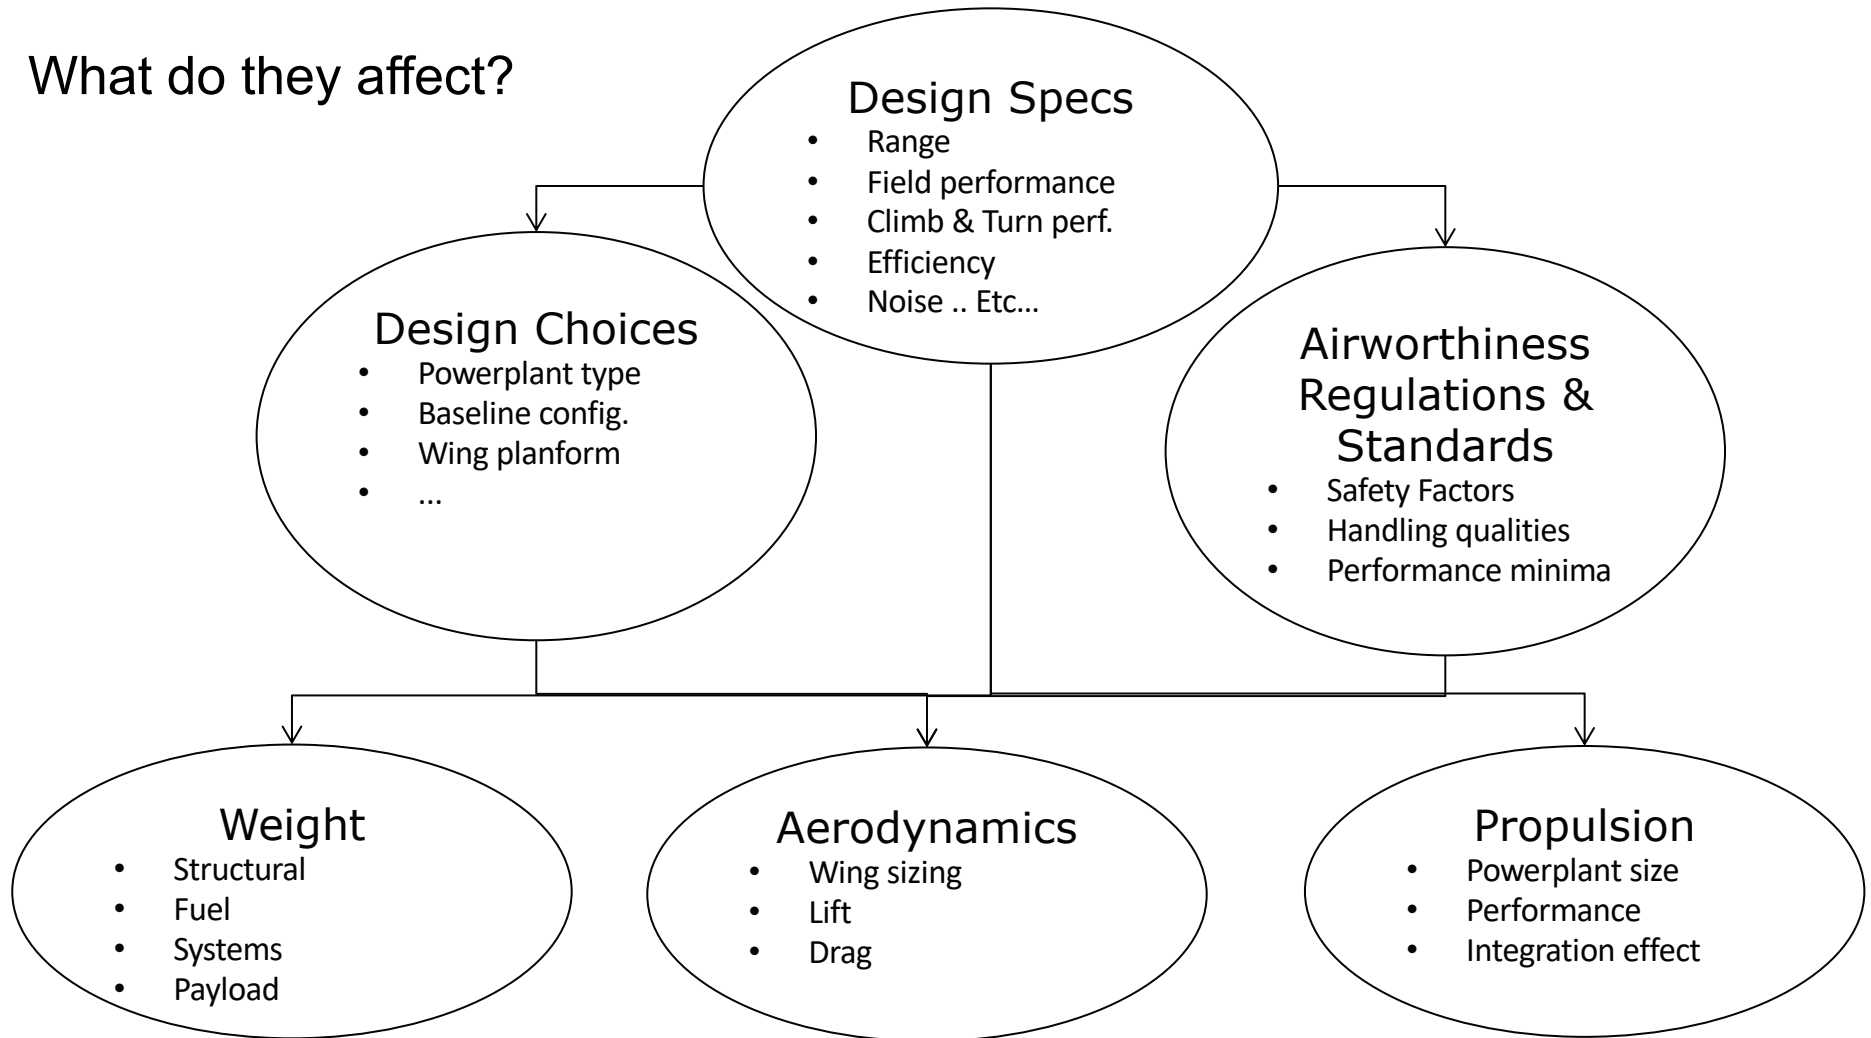 What do they affect?
Design Specs
• Range
• Field performance
• Climb & Turn perf.
• Efficiency
• Noise .. Etc...
Design Choices
• Powerplant type
• Baseline config.
• Wing planform
• ...
Airworthiness
Regulations &
Standards
• Safety Factors
• Handling qualities
• Performance minima
Weight
• Structural
• Fuel
• Systems
• Payload
Aerodynamics
• Wing sizing
• Lift
• Drag
Propulsion
• Powerplant size
• Performance
• Integration effect